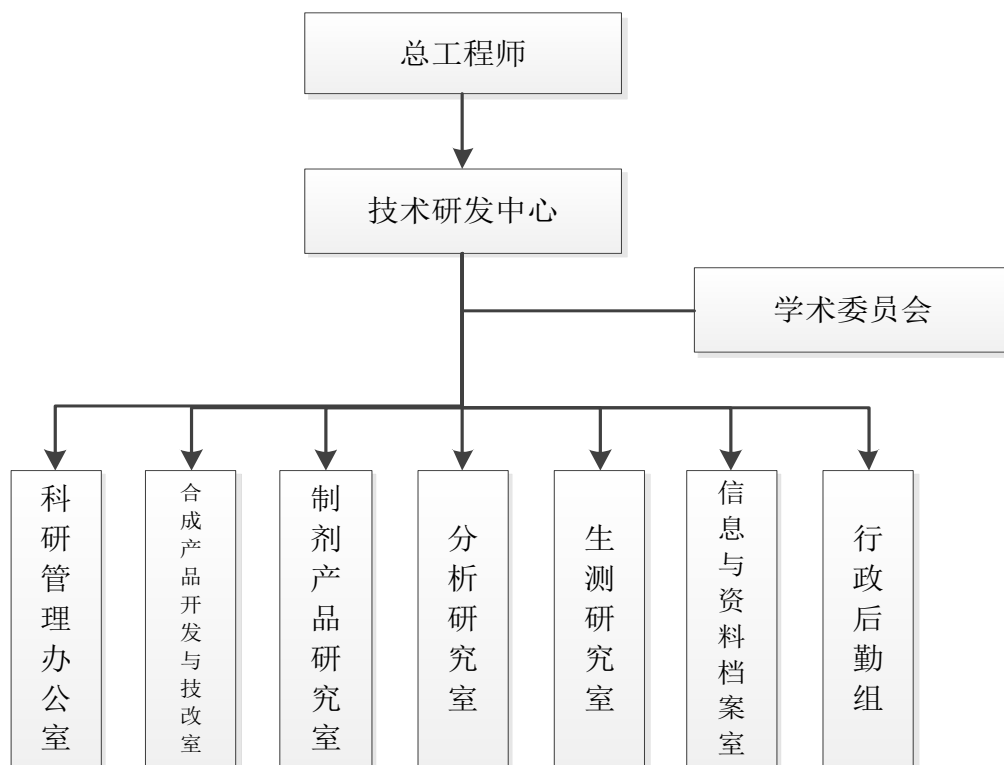 总工程师
技术研发中心
学术委员会
科研管理办公室
合成产品开发与技改室
制剂产品研究室
分析研究室
生测研究室
信息与资料档案室
行政后勤组